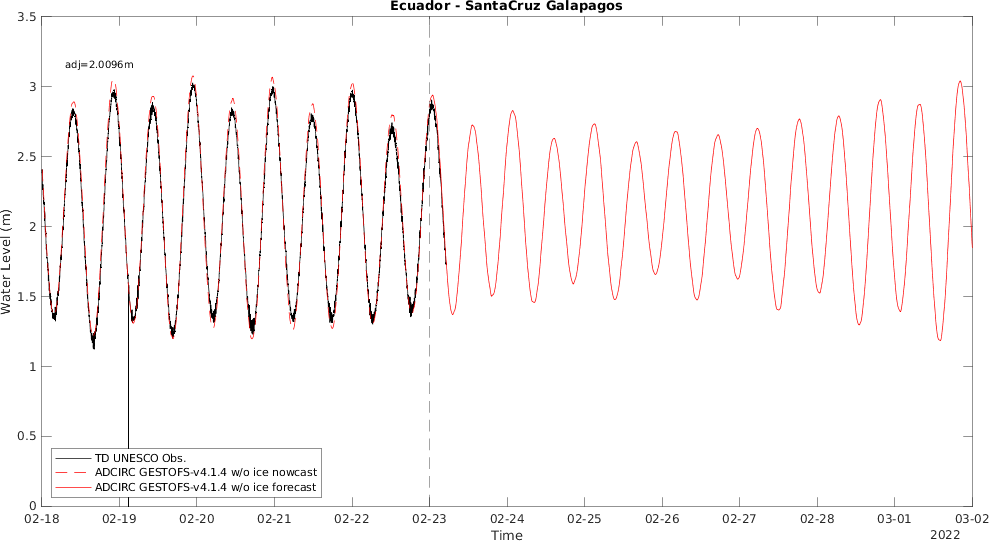 Ecuador - SantaCruz Galapagos
adj=2.0096m
3.5
3
2.5
2
1.5
1
0.5
0
Water Level (m)
TD UNESCO Obs.
ADCIRC GESTOFS-v4.1.4 w/o ice nowcast
ADCIRC GESTOFS-v4.1.4 w/o ice forecast
02-18 02-19 02-20 02-21 02-22 02-23 02-24 02-25 02-26 02-27 02-28 03-01 03-02
Time
2022